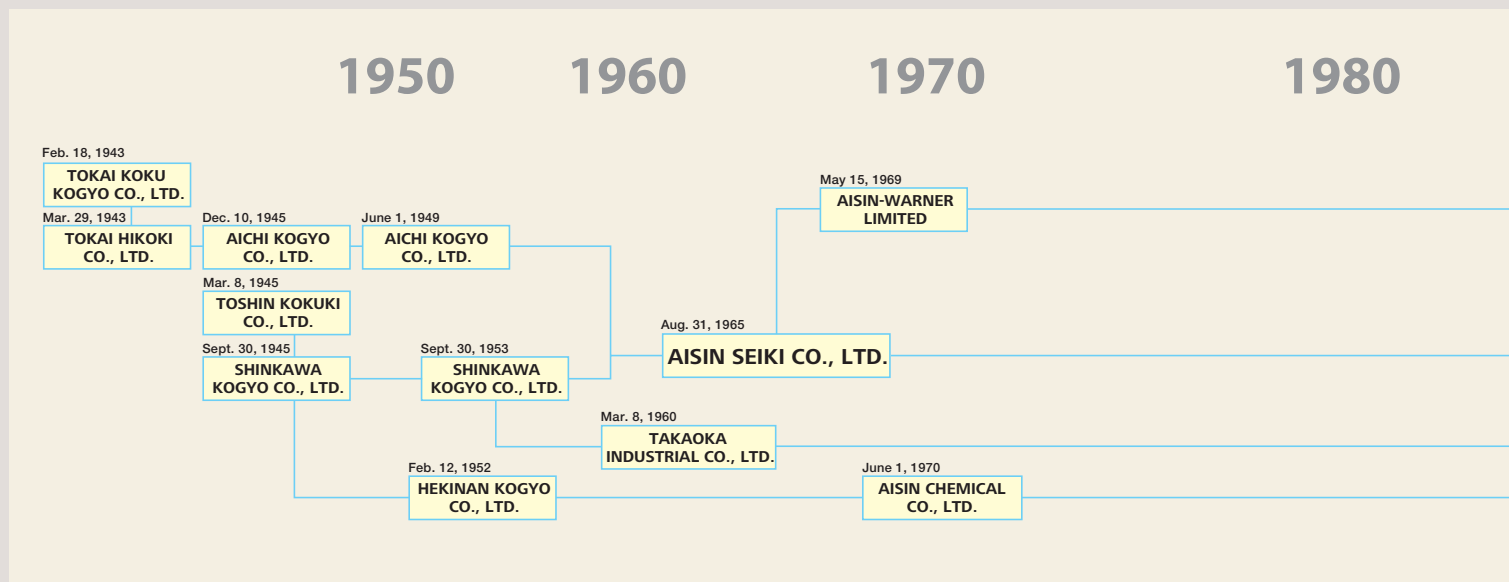 1950
1960
1970
1980
Feb. 18, 1943
TOKAI KOKU
KOGYO CO., LTD.
Mar. 29, 1943
TOKAI HIKOKI
CO., LTD.
Dec. 10, 1945
AICHI KOGYO
CO., LTD.
June 1, 1949
AICHI KOGYO
CO., LTD.
May 15, 1969
AISIN-WARNER
LIMITED
Mar. 8, 1945
TOSHIN KOKUKI
CO., LTD.
Sept. 30, 1945
SHINKAWA
KOGYO CO., LTD.
Sept. 30, 1953
SHINKAWA
KOGYO CO., LTD.
Aug. 31, 1965
AISIN SEIKI CO., LTD.
Mar. 8, 1960
TAKAOKA
INDUSTRIAL CO., LTD.
Feb. 12, 1952
HEKINAN KOGYO
CO., LTD.
June 1, 1970
AISIN CHEMICAL
CO., LTD.